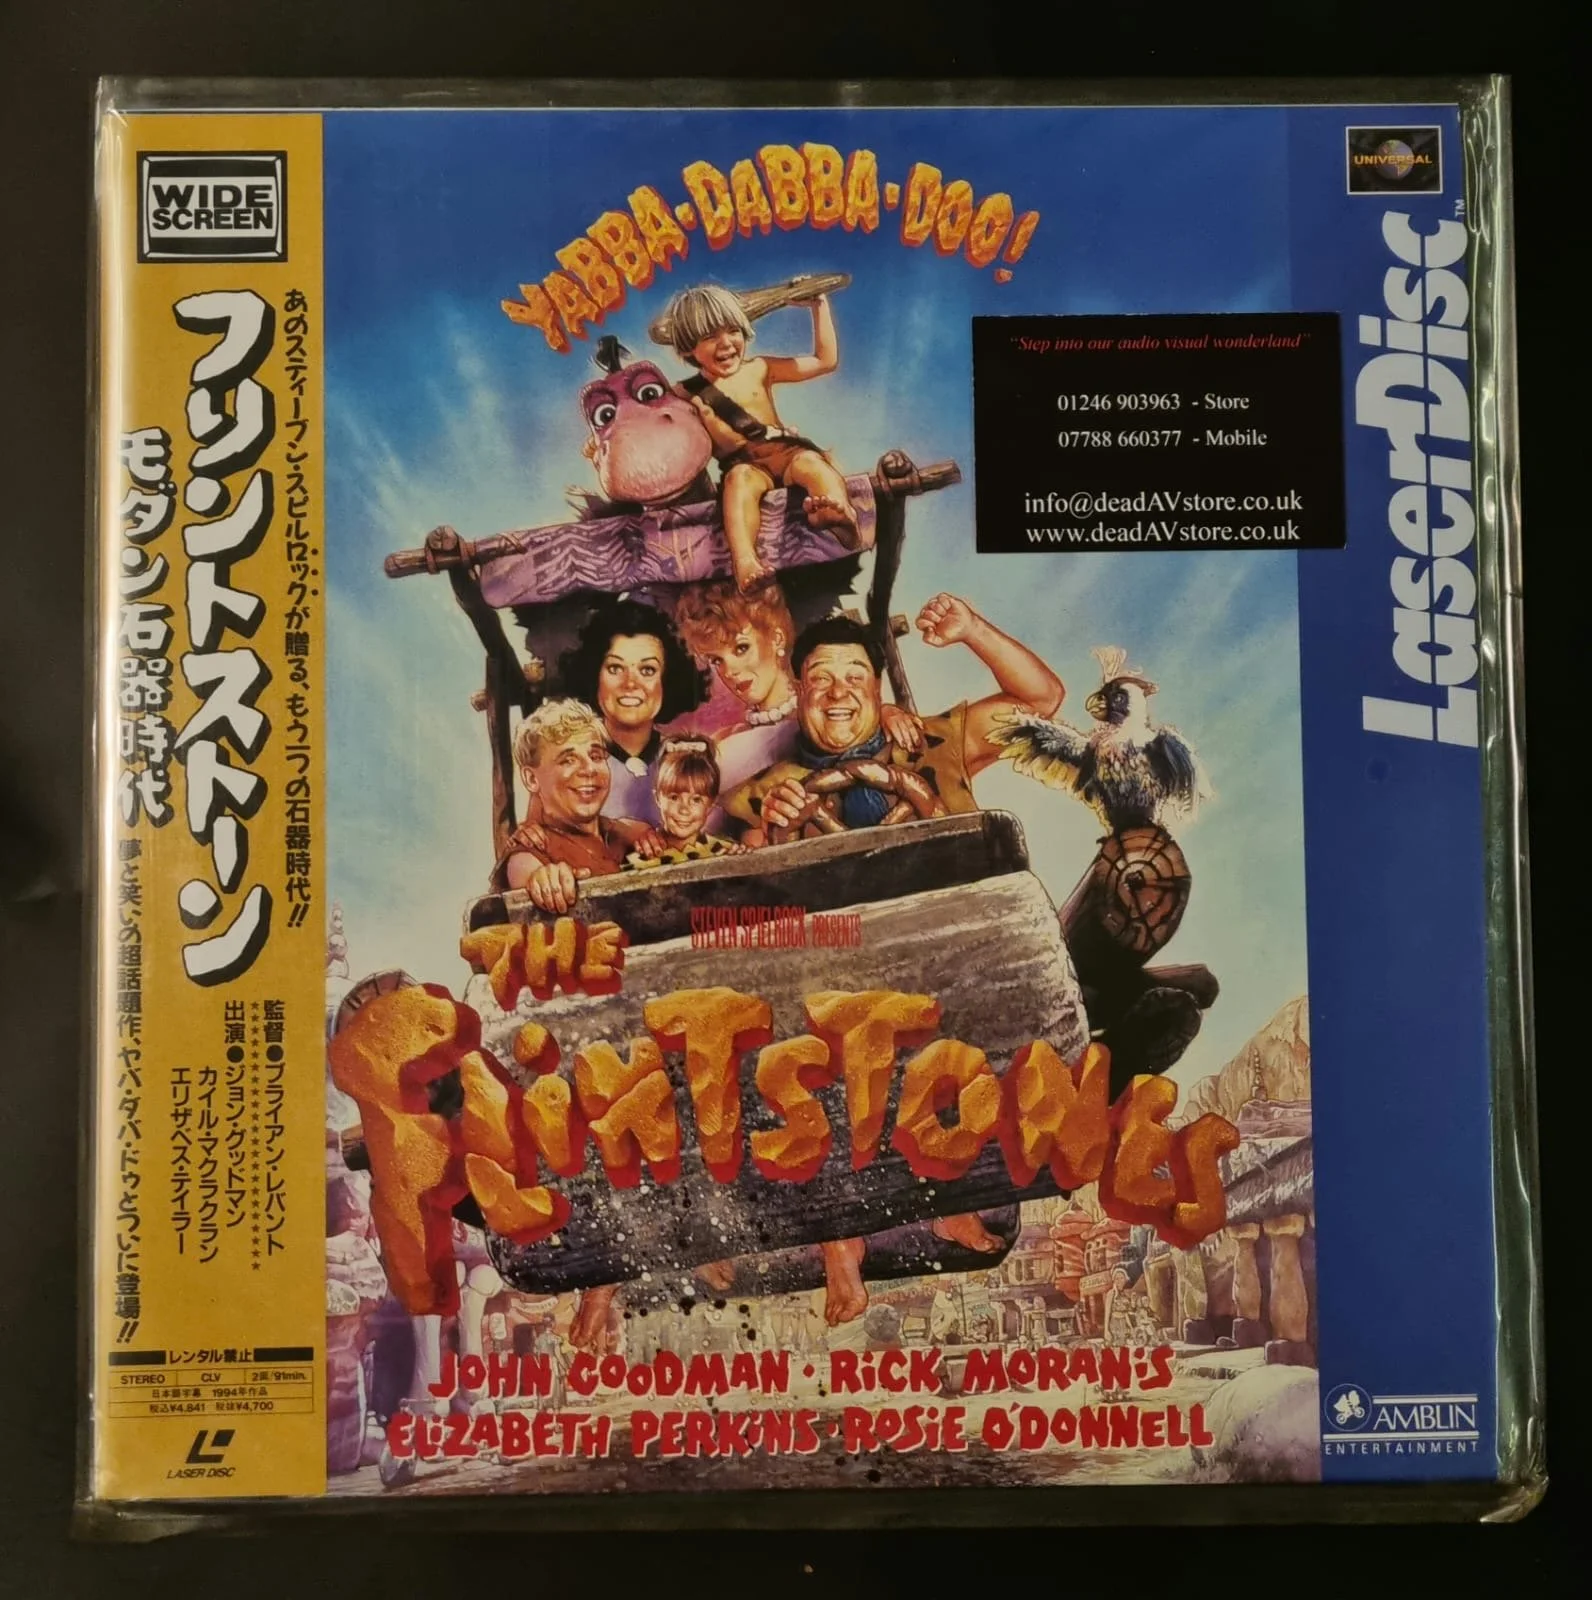 WIDE
SCREEN
あのスティーブン・スピルロックが贈る、もう一つの石器時代!!
フリントストーン
モダン石器時代
夢と笑いの超話題作、ヤバ・ダバ・ドゥとついに登場!!
監督●ブライアン・レバント
出演●ジョン・グッドマン
カイル・マクラクラン
エリザベス・テイラー
レンタル禁止
STEREO CLV 2面/91min.
日本語字幕 1994年作品
税込¥4,841 税抜¥4,700
LASER DISC
YABBA-DABBA-DOO!
"Step into our audio visual wonderland"
01246 903963 - Store
07788 660377 - Mobile
info@deadAVstore.co.uk
www.deadAVstore.co.uk
STEVEN SPIELROCK PRESENTS
THE
FLINTSTONES
JOHN GOODMAN · RICK MORANIS
ELIZABETH PERKINS · ROSIE O'DONNELL
UNIVERSAL
LaserDisc™
AMBLIN
ENTERTAINMENT